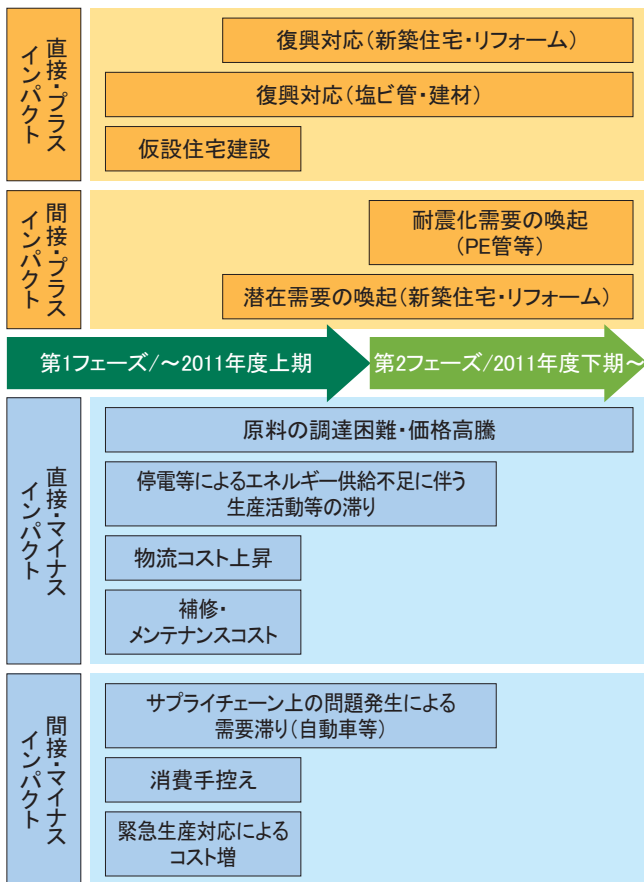 直接・プラス
インパクト
復興対応(新築住宅・リフォーム)
復興対応(塩ビ管・建材)
仮設住宅建設
間接・プラス
インパクト
耐震化需要の喚起
(PE管等)
潜在需要の喚起(新築住宅・リフォーム)
第1フェーズ/～2011年度上期
第2フェーズ/2011年度下期～
直接・マイナス
インパクト
原料の調達困難・価格高騰
停電等によるエネルギー供給不足に伴う
生産活動等の滞り
物流コスト上昇
補修・
メンテナンスコスト
間接・マイナス
インパクト
サプライチェーン上の問題発生による
需要滞り(自動車等)
消費手控え
緊急生産対応による
コスト増